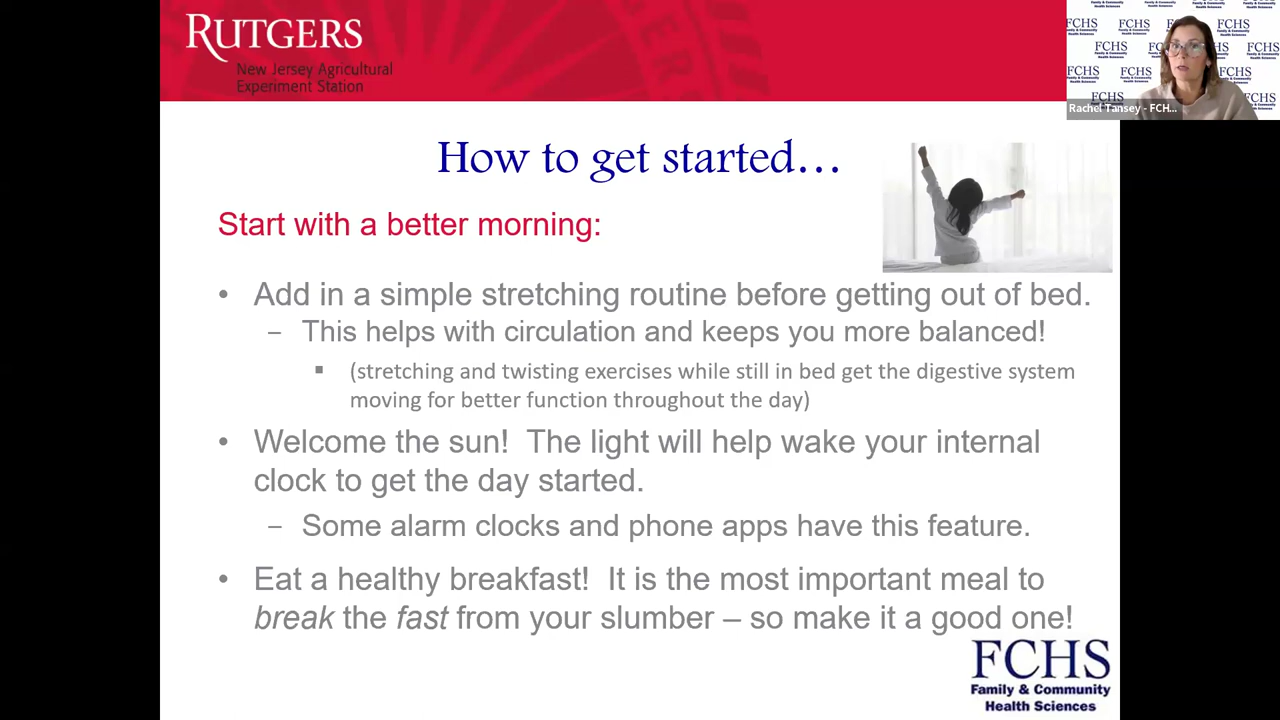 RUTGERS
New Jersey Agricultural
Experiment Station
FCHS
Family & Community
Health Sciences
Rachel Tansey - FCH...
How to get started...
Start with a better morning:
• Add in a simple stretching routine before getting out of bed.
– This helps with circulation and keeps you more balanced!
▪ (stretching and twisting exercises while still in bed get the digestive system
moving for better function throughout the day)
• Welcome the sun! The light will help wake your internal
clock to get the day started.
– Some alarm clocks and phone apps have this feature.
• Eat a healthy breakfast! It is the most important meal to
break the fast from your slumber – so make it a good one!
FCHS
Family & Community
Health Sciences